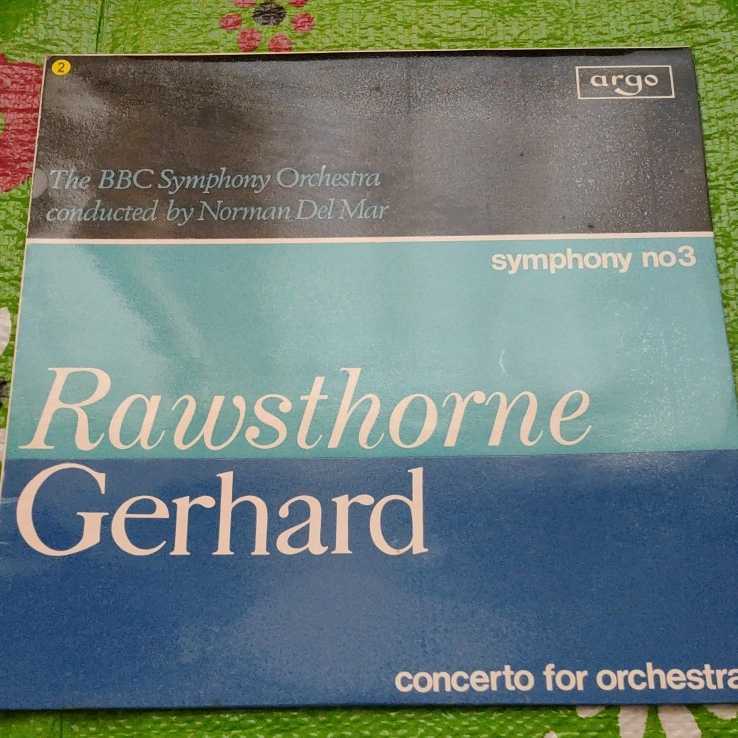 2
argo
The BBC Symphony Orchestra
conducted by Norman Del Mar
symphony no3
Rawsthorne
Gerhard
concerto for orchestra